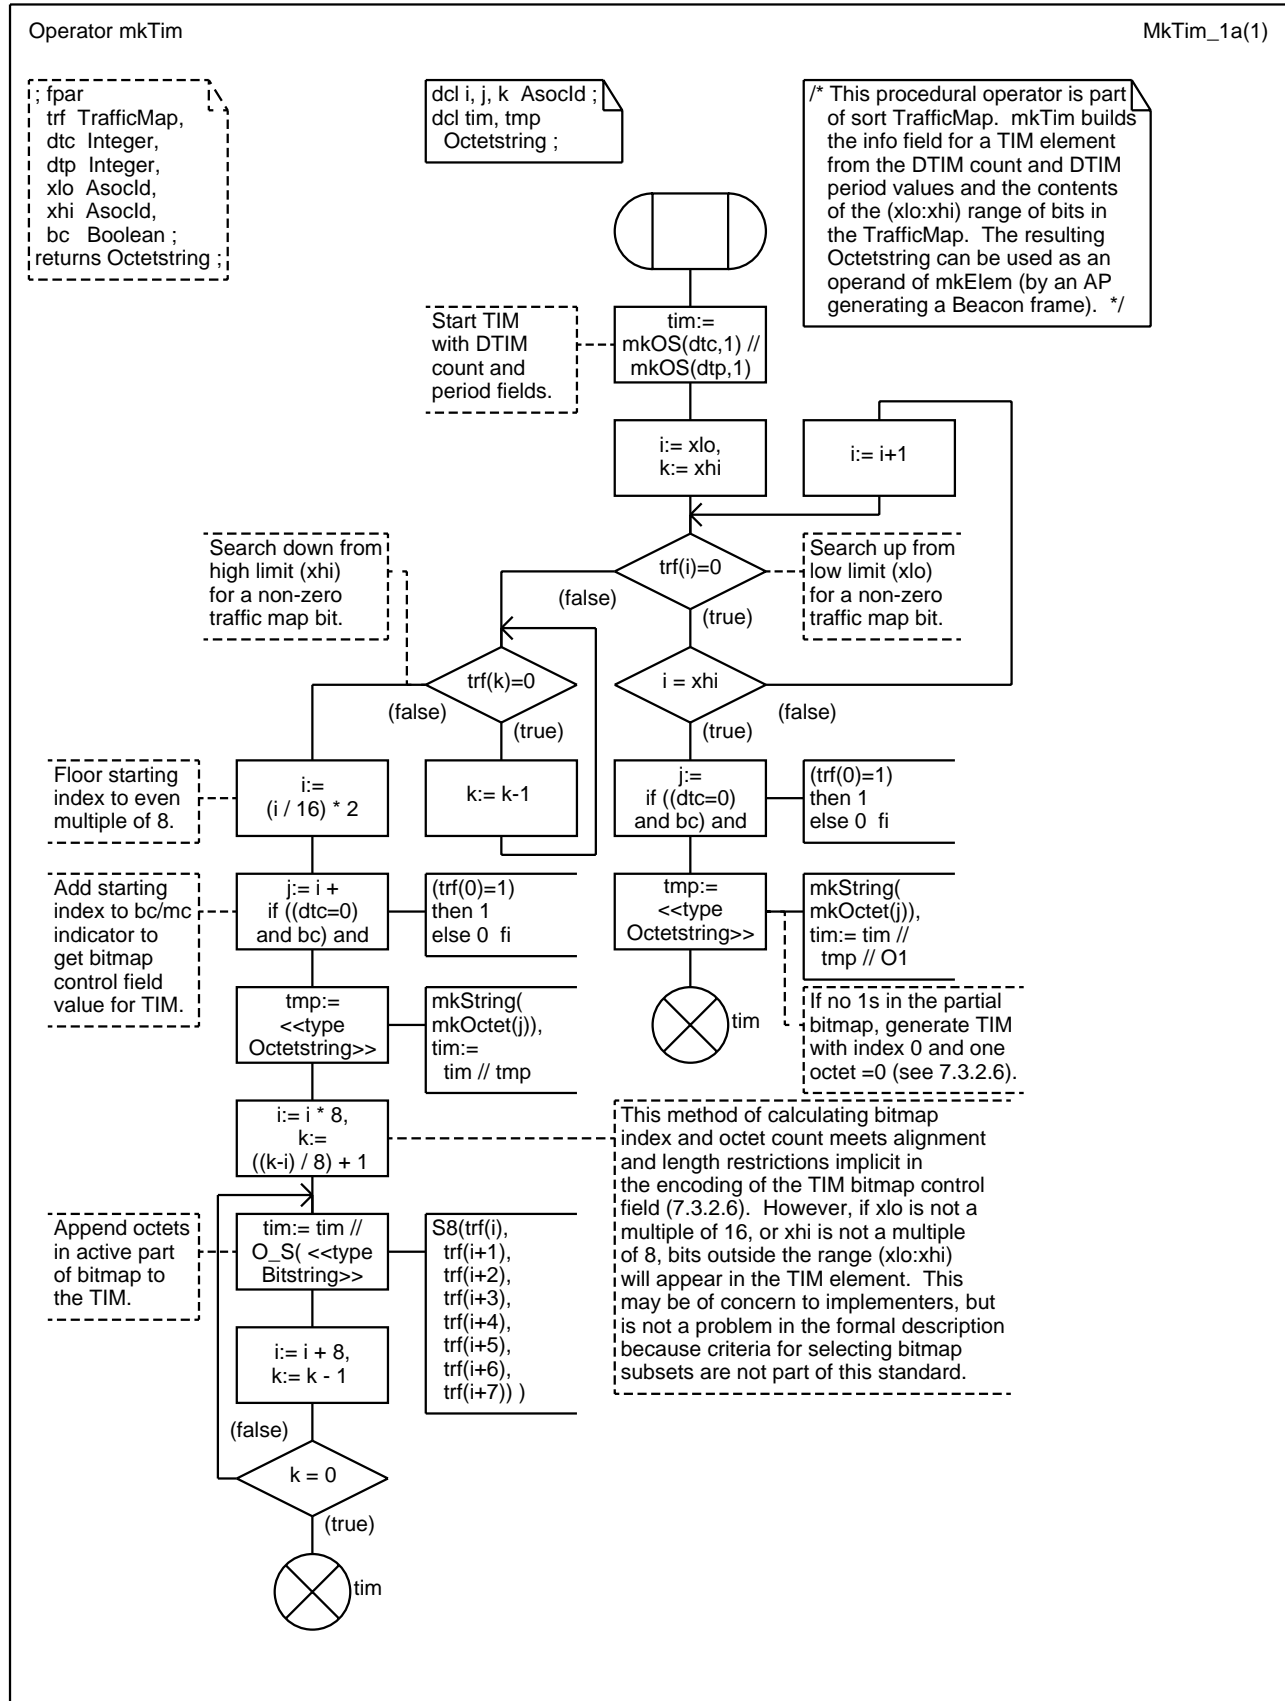 Operator mkTim
MkTim_1a(1)
; fpar
trf TrafficMap,
dtc Integer,
dtp Integer,
xlo AsocId,
xhi AsocId,
bc Boolean ;
returns Octetstring ;
dcl i, j, k AsocId ;
dcl tim, tmp
Octetstring ;
/* This procedural operator is part
of sort TrafficMap. mkTim builds
the info field for a TIM element
from the DTIM count and DTIM
period values and the contents
of the (xlo:xhi) range of bits in
the TrafficMap. The resulting
Octetstring can be used as an
operand of mkElem (by an AP
generating a Beacon frame). */
Start TIM
with DTIM
count and
period fields.
tim:=
mkOS(dtc,1) //
mkOS(dtp,1)
i:= xlo,
k:= xhi
i:= i+1
Search down from
high limit (xhi)
for a non-zero
traffic map bit.
trf(i)=0
(false)
(true)
Search up from
low limit (xlo)
for a non-zero
traffic map bit.
trf(k)=0
(false)
(true)
i = xhi
(false)
(true)
Floor starting
index to even
multiple of 8.
i:=
(i / 16) * 2
k:= k-1
j:=
if ((dtc=0)
and bc) and
(trf(0)=1)
then 1
else 0 fi
Add starting
index to bc/mc
indicator to
get bitmap
control field
value for TIM.
j:= i +
if ((dtc=0)
and bc) and
(trf(0)=1)
then 1
else 0 fi
tmp:=
<<type
Octetstring>>
mkString(
mkOctet(j)),
tim:= tim //
tmp // O1
tmp:=
<<type
Octetstring>>
mkString(
mkOctet(j)),
tim:=
tim // tmp
tim
If no 1s in the partial
bitmap, generate TIM
with index 0 and one
octet =0 (see 7.3.2.6).
i:= i * 8,
k:=
((k-i) / 8) + 1
This method of calculating bitmap
index and octet count meets alignment
and length restrictions implicit in
the encoding of the TIM bitmap control
field (7.3.2.6). However, if xlo is not a
multiple of 16, or xhi is not a multiple
of 8, bits outside the range (xlo:xhi)
will appear in the TIM element. This
may be of concern to implementers, but
is not a problem in the formal description
because criteria for selecting bitmap
subsets are not part of this standard.
Append octets
in active part
of bitmap to
the TIM.
tim:= tim //
O_S( <<type
Bitstring>>
S8(trf(i),
trf(i+1),
trf(i+2),
trf(i+3),
trf(i+4),
trf(i+5),
trf(i+6),
trf(i+7)) )
i:= i + 8,
k:= k - 1
(false)
k = 0
(true)
tim